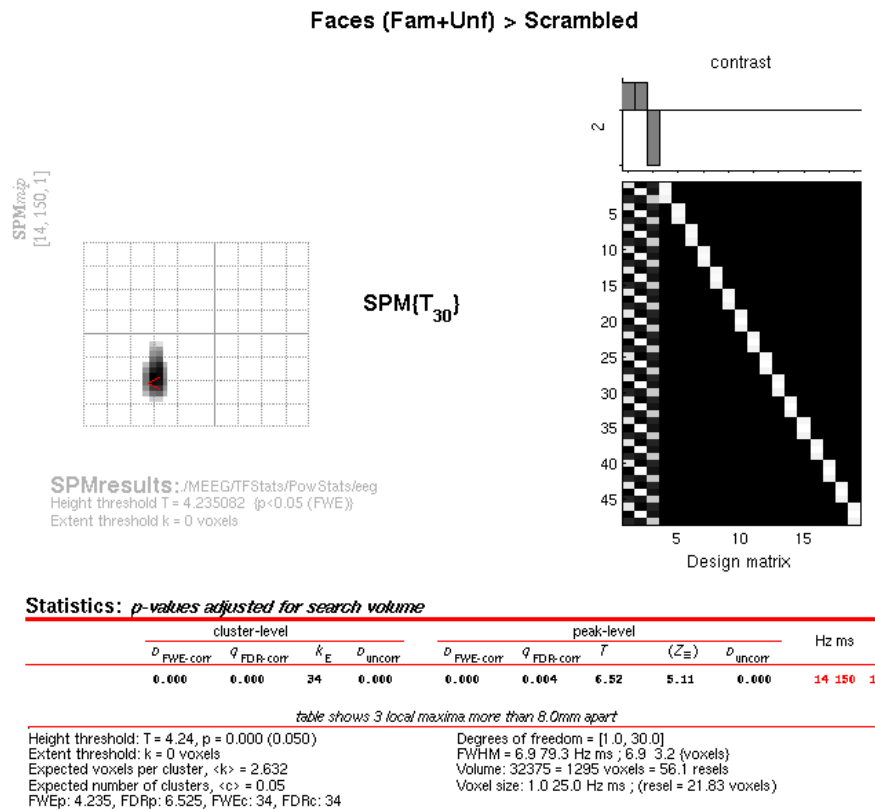 Faces (Fam+Unf) > Scrambled
contrast
2
SPMmip
[14, 150, 1]
SPM{T30}
5
10
15
20
25
30
35
40
45
5 10 15
Design matrix
SPMresults: ./MEEG/TFStats/PowStats/eeg
Height threshold T = 4.235082 {p<0.05 (FWE)}
Extent threshold k = 0 voxels
Statistics: p-values adjusted for search volume
cluster-level peak-level Hz ms
p FWE-corr q FDR-corr k E p uncorr p FWE-corr q FDR-corr T (Z≡) p uncorr
0.000 0.000 34 0.000 0.000 0.004 6.52 5.11 0.000 14 150 1
table shows 3 local maxima more than 8.0mm apart
Height threshold: T = 4.24, p = 0.000 (0.050)
Extent threshold: k = 0 voxels
Expected voxels per cluster, <k> = 2.632
Expected number of clusters, <c> = 0.05
FWEp: 4.235, FDRp: 6.525, FWEc: 34, FDRc: 34
Degrees of freedom = [1.0, 30.0]
FWHM = 6.9 79.3 Hz ms ; 6.9 3.2 {voxels}
Volume: 32375 = 1295 voxels = 56.1 resels
Voxel size: 1.0 25.0 Hz ms ; (resel = 21.83 voxels)